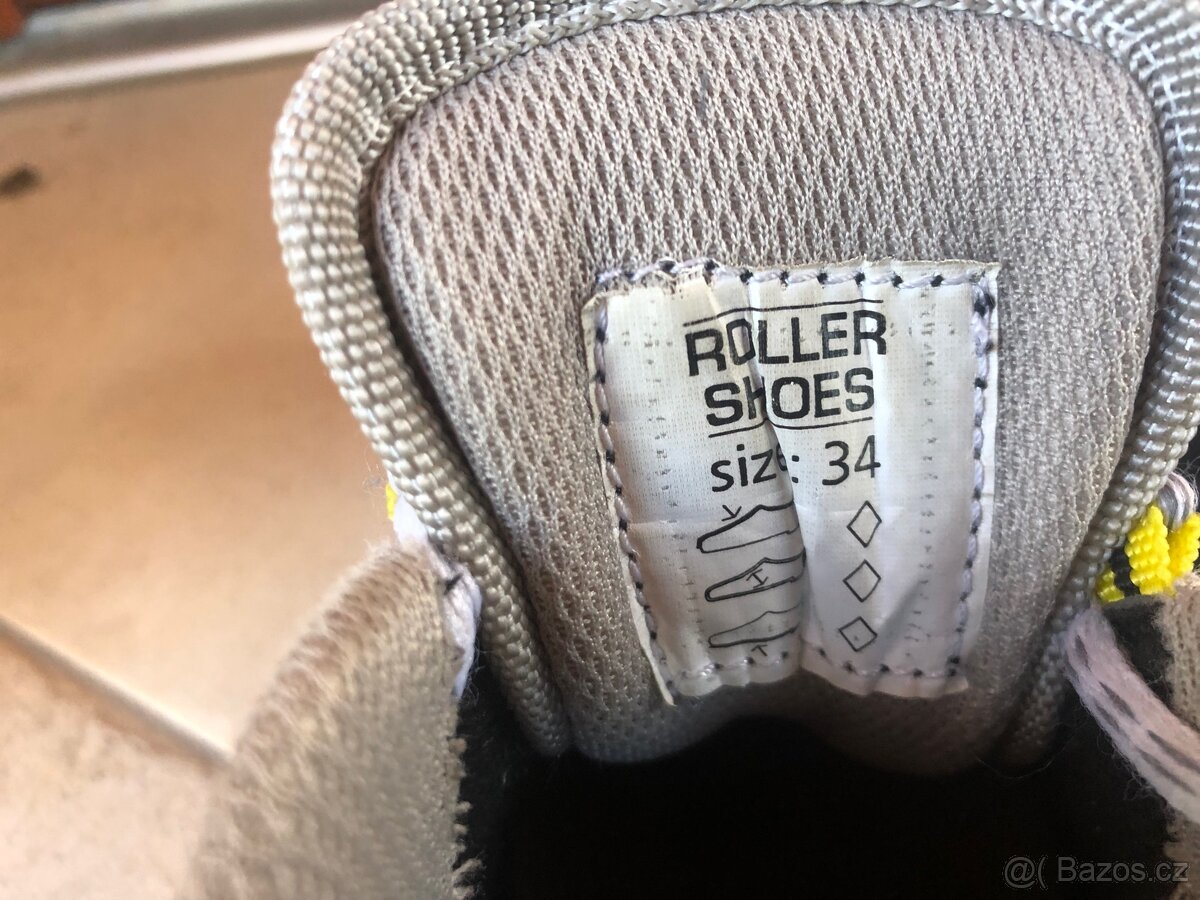 ROLLER
SHOES
size: 34
@( Bazos.cz